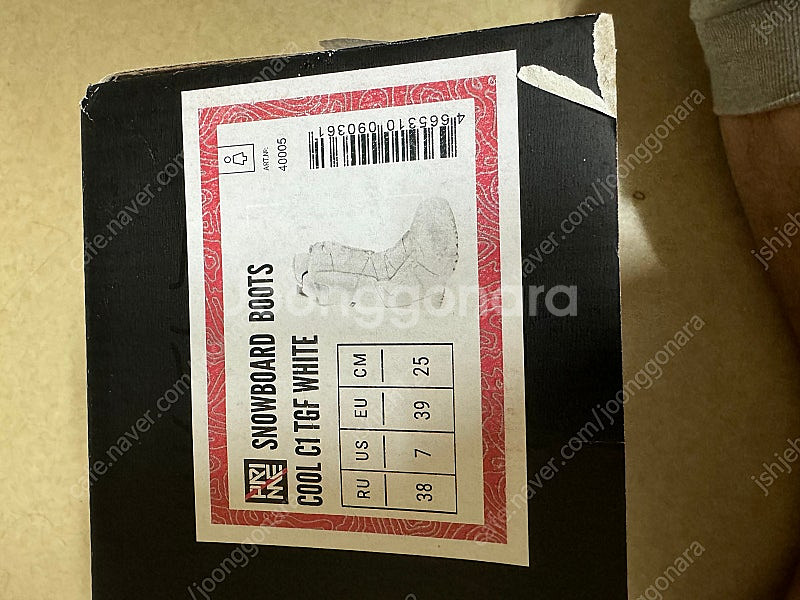 SNOWBOARD BOOTS
COOL C1 TGF WHITE
RU US EU CM
38 7 39 25
ART.NR:
40005
4 665310 090361
joonggonara
cafe.naver.com/joonggonara
jshjeb